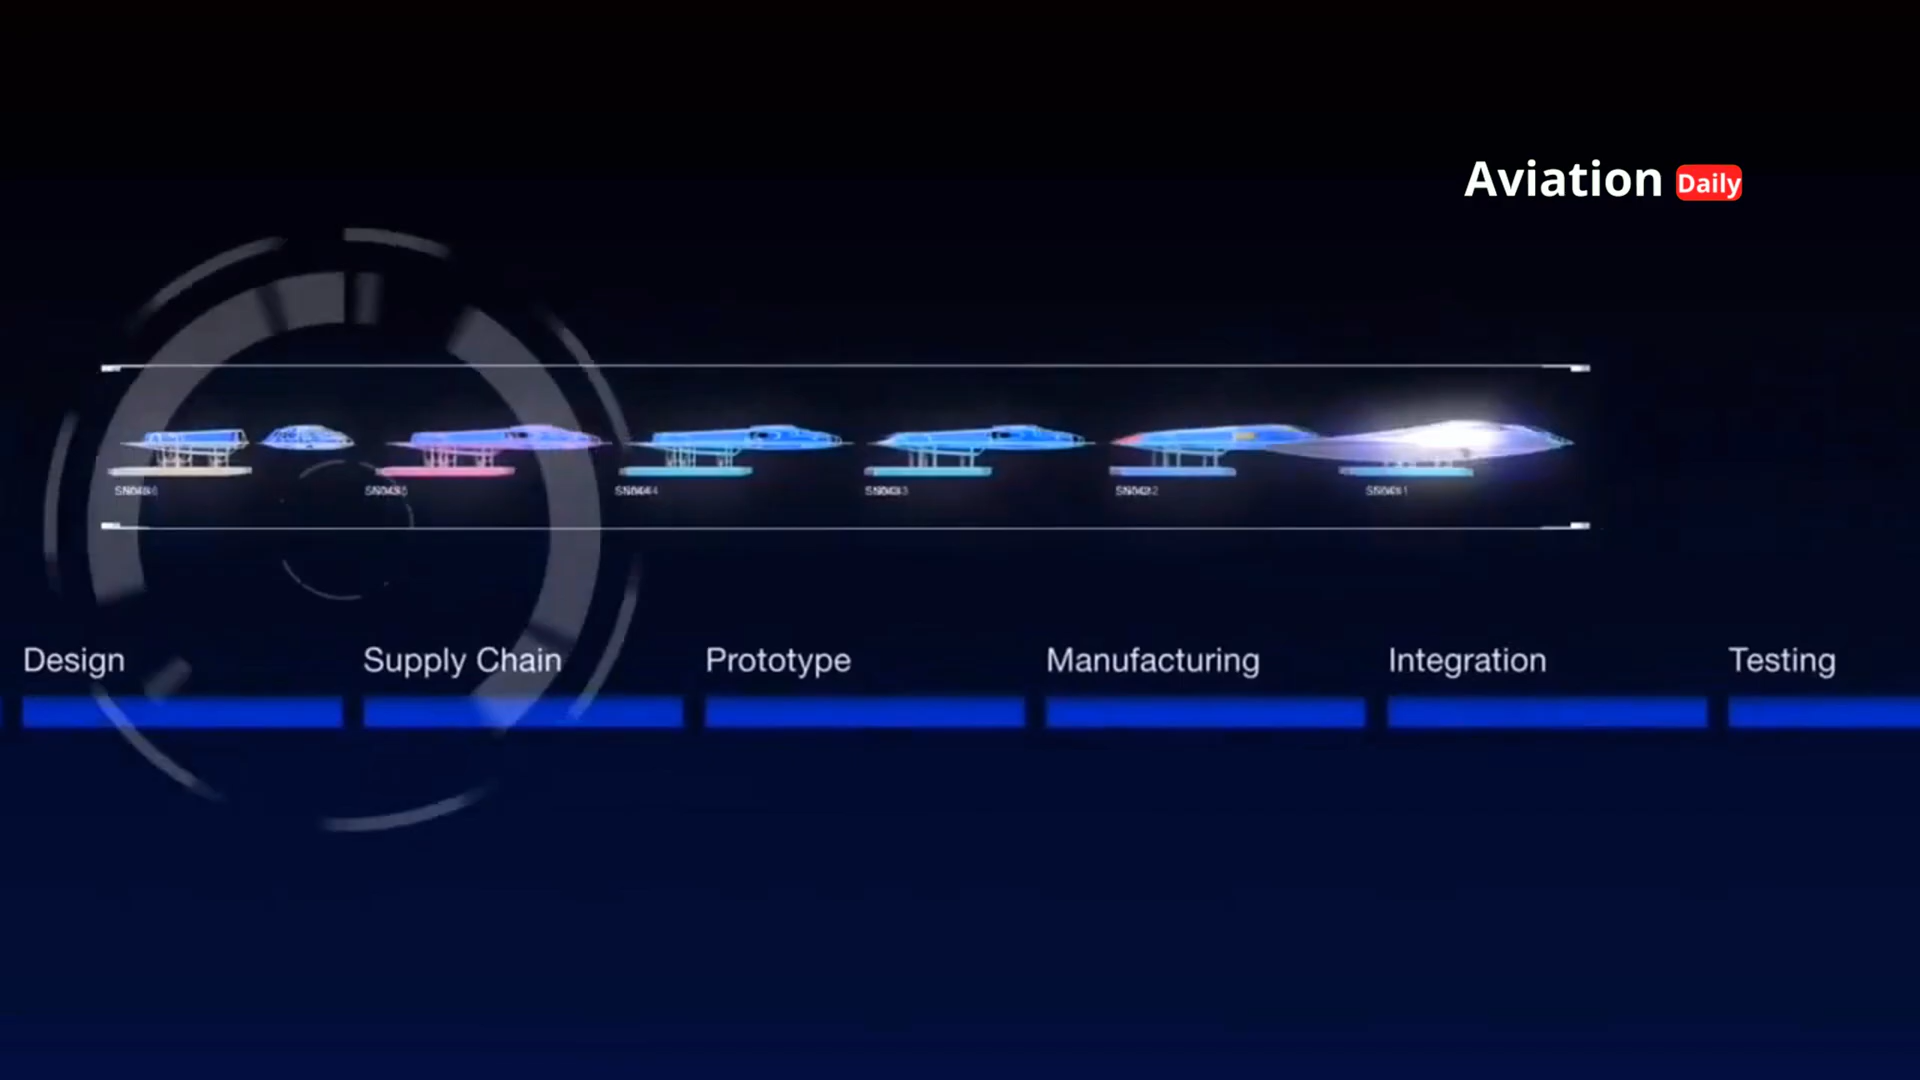 Aviation Daily
Design
Supply Chain
Prototype
Manufacturing
Integration
Testing